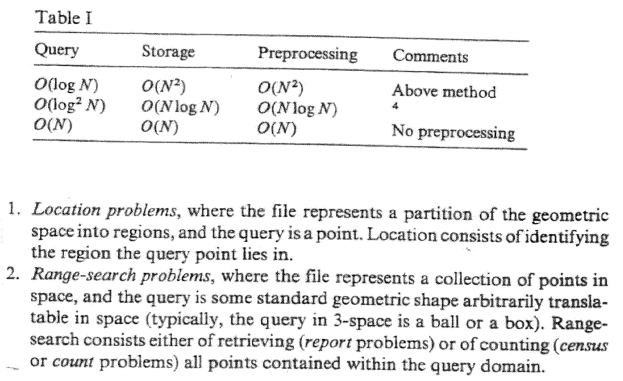 Table I
Query Storage Preprocessing Comments
O(log N) O(N²) O(N²) Above method
O(log² N) O(N log N) O(N log N) 4
O(N) O(N) O(N) No preprocessing
1. Location problems, where the file represents a partition of the geometric
space into regions, and the query is a point. Location consists of identifying
the region the query point lies in.
2. Range-search problems, where the file represents a collection of points in
space, and the query is some standard geometric shape arbitrarily transla-
table in space (typically, the query in 3-space is a ball or a box). Range-
search consists either of retrieving (report problems) or of counting (census
or count problems) all points contained within the query domain.